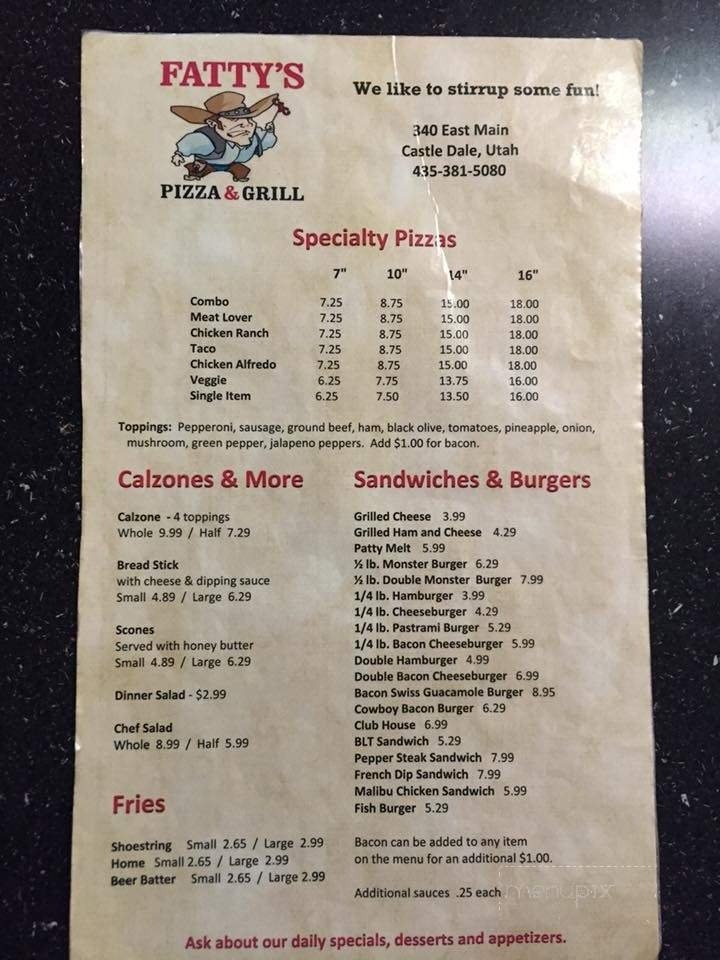 FATTY'S
PIZZA & GRILL
We like to stirrup some fun!
340 East Main
Castle Dale, Utah
435-381-5080
Specialty Pizzas
7" 10" 14" 16"
Combo 7.25 8.75 15.00 18.00
Meat Lover 7.25 8.75 15.00 18.00
Chicken Ranch 7.25 8.75 15.00 18.00
Taco 7.25 8.75 15.00 18.00
Chicken Alfredo 7.25 8.75 15.00 18.00
Veggie 6.25 7.75 13.75 16.00
Single Item 6.25 7.50 13.50 16.00
Toppings: Pepperoni, sausage, ground beef, ham, black olive, tomatoes, pineapple, onion,
mushroom, green pepper, jalapeno peppers. Add $1.00 for bacon.
Calzones & More
Calzone - 4 toppings
Whole 9.99 / Half 7.29
Bread Stick
with cheese & dipping sauce
Small 4.89 / Large 6.29
Scones
Served with honey butter
Small 4.89 / Large 6.29
Dinner Salad - $2.99
Chef Salad
Whole 8.99 / Half 5.99
Fries
Shoestring Small 2.65 / Large 2.99
Home Small 2.65 / Large 2.99
Beer Batter Small 2.65 / Large 2.99
Sandwiches & Burgers
Grilled Cheese 3.99
Grilled Ham and Cheese 4.29
Patty Melt 5.99
½ lb. Monster Burger 6.29
½ lb. Double Monster Burger 7.99
1/4 lb. Hamburger 3.99
1/4 lb. Cheeseburger 4.29
1/4 lb. Pastrami Burger 5.29
1/4 lb. Bacon Cheeseburger 5.99
Double Hamburger 4.99
Double Bacon Cheeseburger 6.99
Bacon Swiss Guacamole Burger 8.95
Cowboy Bacon Burger 6.29
Club House 6.99
BLT Sandwich 5.29
Pepper Steak Sandwich 7.99
French Dip Sandwich 7.99
Malibu Chicken Sandwich 5.99
Fish Burger 5.29
Bacon can be added to any item
on the menu for an additional $1.00.
Additional sauces .25 each
menupix
Ask about our daily specials, desserts and appetizers.